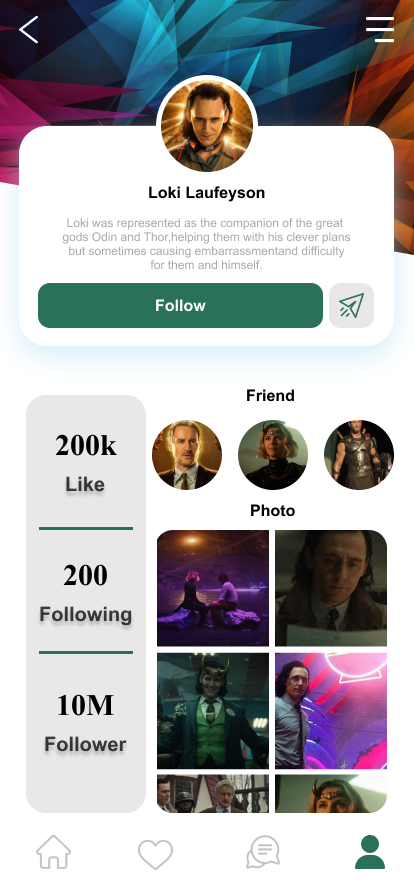 Loki Laufeyson
Loki was represented as the companion of the great
gods Odin and Thor,helping them with his clever plans
but sometimes causing embarrassmentand difficulty
for them and himself.
Follow
200k
Like
200
Following
10M
Follower
Friend
Photo